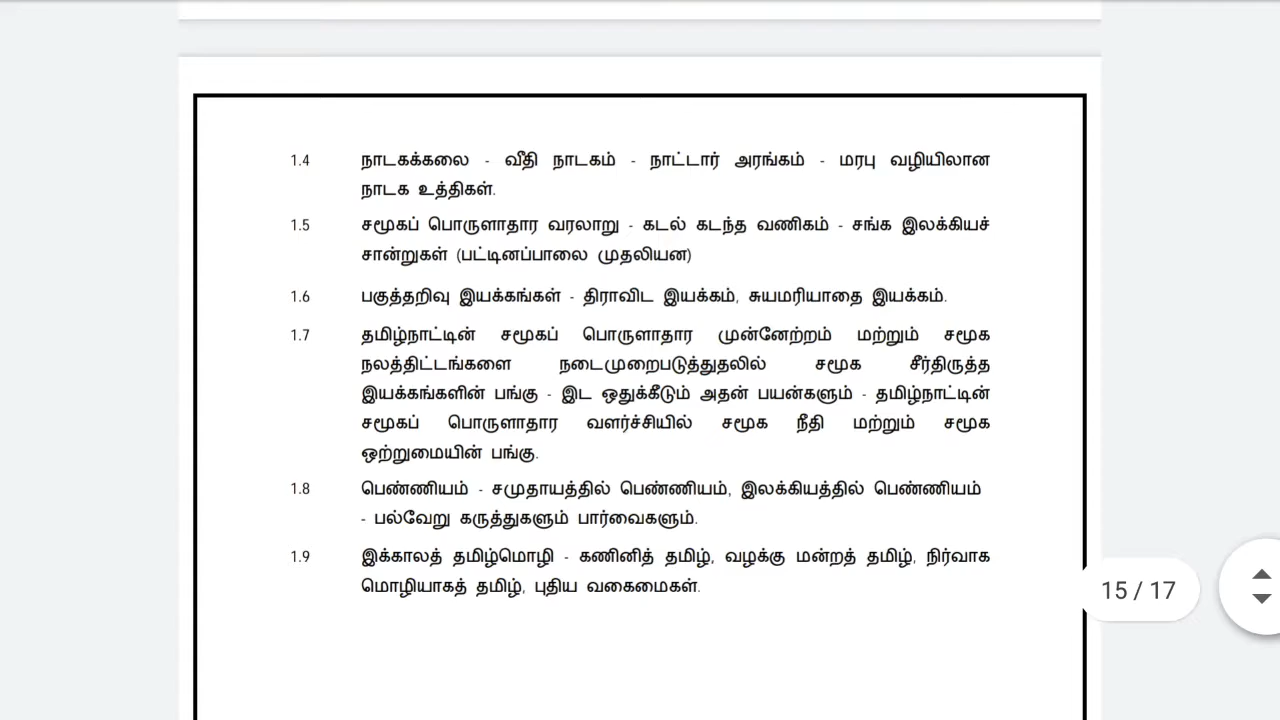 1.4 நாடகக்கலை - வீதி நாடகம் - நாட்டார் அரங்கம் - மரபு வழியிலான
நாடக உத்திகள்.
1.5 சமூகப் பொருளாதார வரலாறு - கடல் கடந்த வணிகம் - சங்க இலக்கியச்
சான்றுகள் (பட்டினப்பாலை முதலியன)
1.6 பகுத்தறிவு இயக்கங்கள் - திராவிட இயக்கம், சுயமரியாதை இயக்கம்.
1.7 தமிழ்நாட்டின் சமூகப் பொருளாதார முன்னேற்றம் மற்றும் சமூக
நலத்திட்டங்களை நடைமுறைபடுத்துதலில் சமூக சீர்திருத்த
இயக்கங்களின் பங்கு - இட ஒதுக்கீடும் அதன் பயன்களும் - தமிழ்நாட்டின்
சமூகப் பொருளாதார வளர்ச்சியில் சமூக நீதி மற்றும் சமூக
ஒற்றுமையின் பங்கு.
1.8 பெண்ணியம் - சமுதாயத்தில் பெண்ணியம், இலக்கியத்தில் பெண்ணியம்
- பல்வேறு கருத்துகளும் பார்வைகளும்.
1.9 இக்காலத் தமிழ்மொழி - கணினித் தமிழ், வழக்கு மன்றத் தமிழ், நிர்வாக
மொழியாகத் தமிழ், புதிய வகைமைகள்.
15 / 17